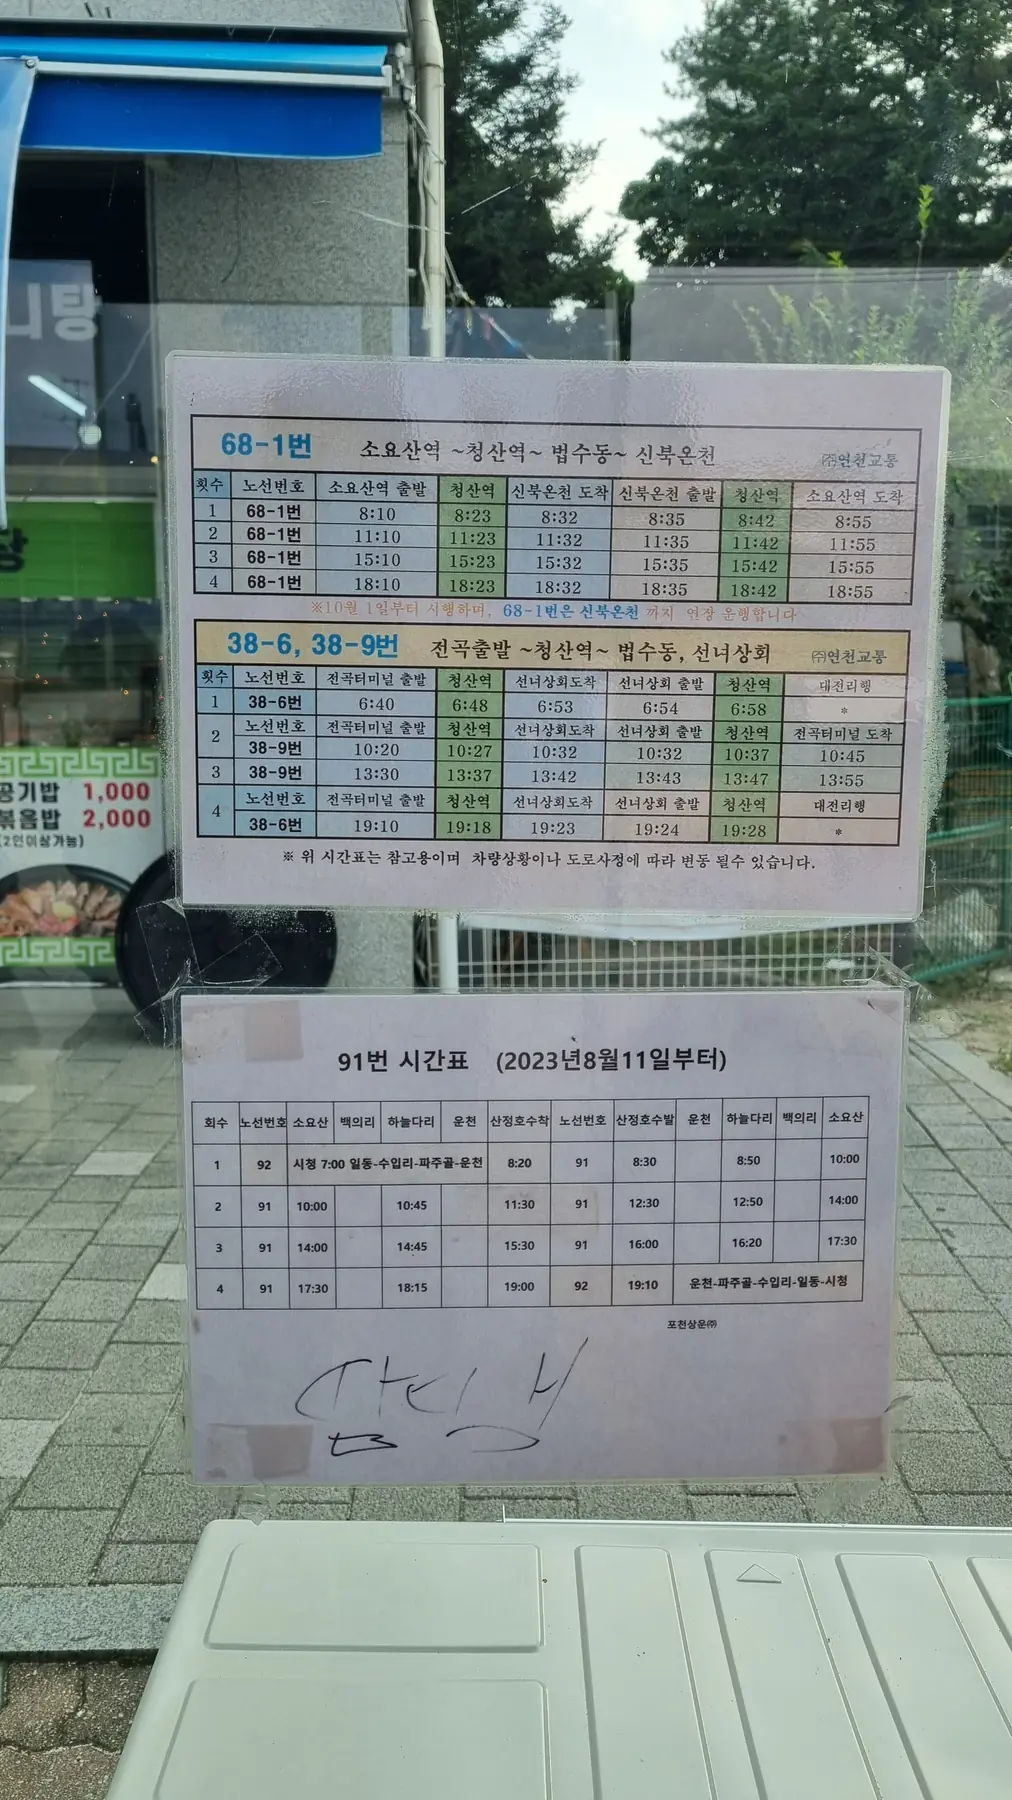 니탕
68-1번 소요산역 ~청산역~ 법수동~ 신북온천 ㈜연천교통
횟수 노선번호 소요산역 출발 청산역 신북온천 도착 신북온천 출발 청산역 소요산역 도착
1 68-1번 8:10 8:23 8:32 8:35 8:42 8:55
2 68-1번 11:10 11:23 11:32 11:35 11:42 11:55
3 68-1번 15:10 15:23 15:32 15:35 15:42 15:55
4 68-1번 18:10 18:23 18:32 18:35 18:42 18:55
※10월 1일부터 시행하며, 68-1번은 신북온천 까지 연장 운행합니다
38-6, 38-9번 전곡출발 ~청산역~ 법수동, 선녀상회 ㈜연천교통
횟수 노선번호 전곡터미널 출발 청산역 선녀상회도착 선녀상회 출발 청산역 대전리행
1 38-6번 6:40 6:48 6:53 6:54 6:58 *
2 노선번호 전곡터미널 출발 청산역 선녀상회도착 선녀상회 출발 청산역 전곡터미널 도착
38-9번 10:20 10:27 10:32 10:32 10:37 10:45
3 38-9번 13:30 13:37 13:42 13:43 13:47 13:55
4 노선번호 전곡터미널 출발 청산역 선녀상회도착 선녀상회 출발 청산역 대전리행
38-6번 19:10 19:18 19:23 19:24 19:28 *
※ 위 시간표는 참고용이며 차량상황이나 도로사정에 따라 변동 될수 있습니다.
공기밥 1,000
볶음밥 2,000
(2인이상가능)
91번 시간표 (2023년8월11일부터)
회수 노선번호 소요산 백의리 하늘다리 운천 산정호수착 노선번호 산정호수발 운천 하늘다리 백의리 소요산
1 92 시청 7:00 일동-수입리-파주골-운천 8:20 91 8:30 8:50 10:00
2 91 10:00 10:45 11:30 91 12:30 12:50 14:00
3 91 14:00 14:45 15:30 91 16:00 16:20 17:30
4 91 17:30 18:15 19:00 92 19:10 운천-파주골-수입리-일동-시청
포천상운㈜